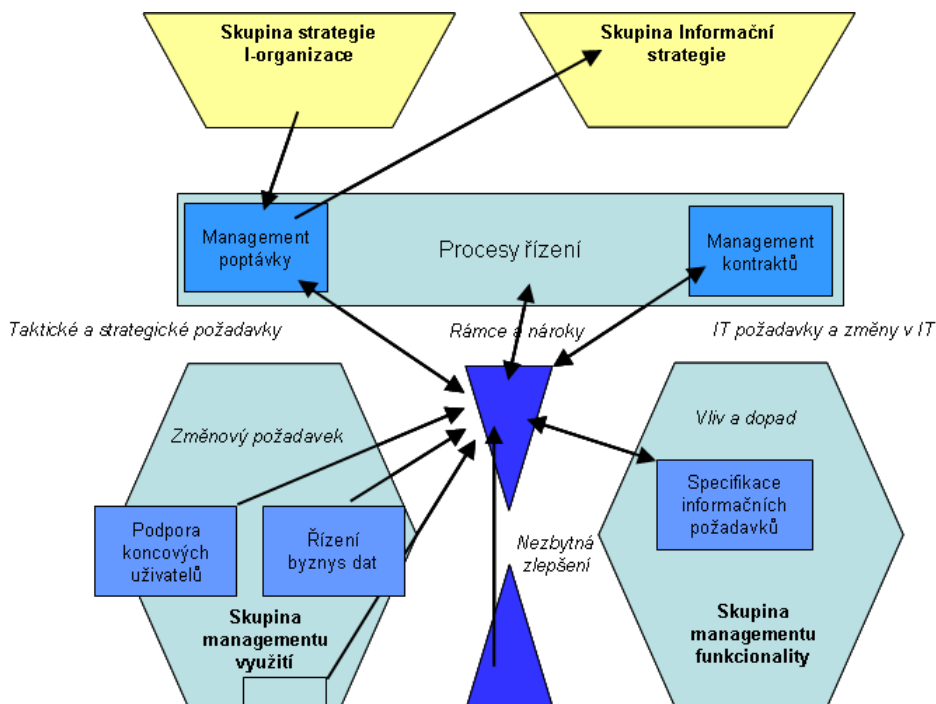 Skupina strategie
I-organizace
Skupina Informační
strategie
Management
poptávky
Procesy řízení
Management
kontraktů
Taktické a strategické požadavky
Rámce a nároky
IT požadavky a změny v IT
Změnový požadavek
Vliv a dopad
Podpora
koncových
uživatelů
Řízení
byznys dat
Specifikace
informačních
požadavků
Nezbytná
zlepšení
Skupina
managementu
využití
Skupina
managementu
funkcionality